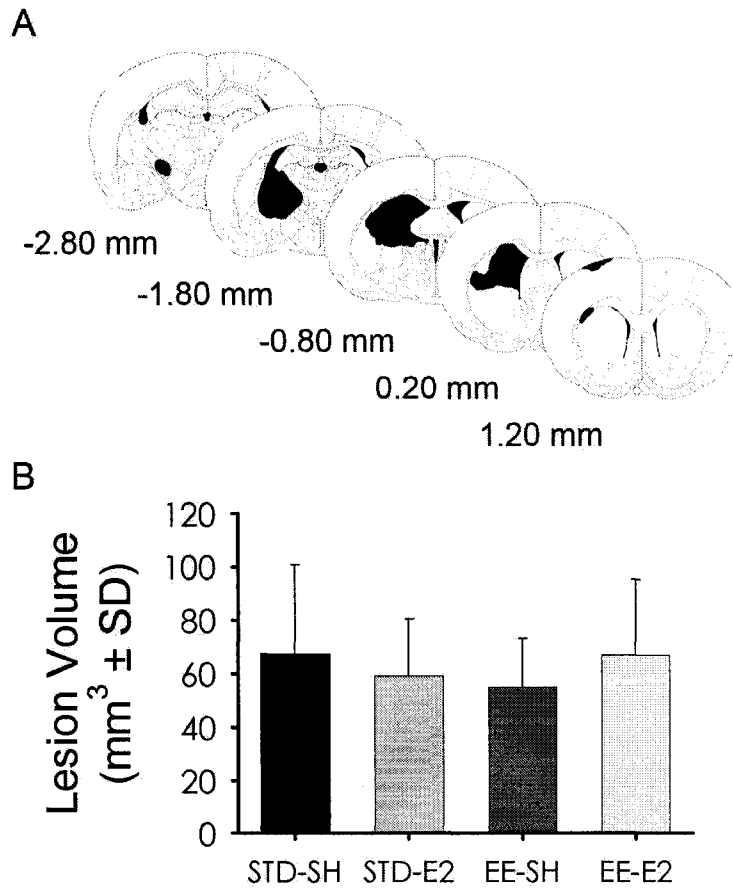 A
-2.80 mm
-1.80 mm
-0.80 mm
0.20 mm
1.20 mm
B
Lesion Volume
(mm³ ± SD)
120
100
80
60
40
20
0
STD-SH STD-E2 EE-SH EE-E2